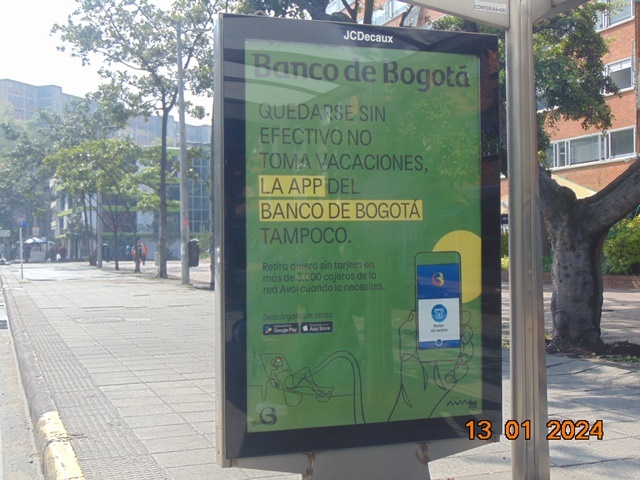 CONFERIAS
JCDecaux
Banco de Bogotá
QUEDARSE SIN
EFECTIVO NO
TOMA VACACIONES,
LA APP DEL
BANCO DE BOGOTÁ
TAMPOCO.
Retira dinero sin tarjeta en
más de 3.000 cajeros de la
red Aval cuando lo necesites.
Descárgala sin costo
Google Play
App Store
Retiro
sin tarjeta
AVAL
13 01 2024